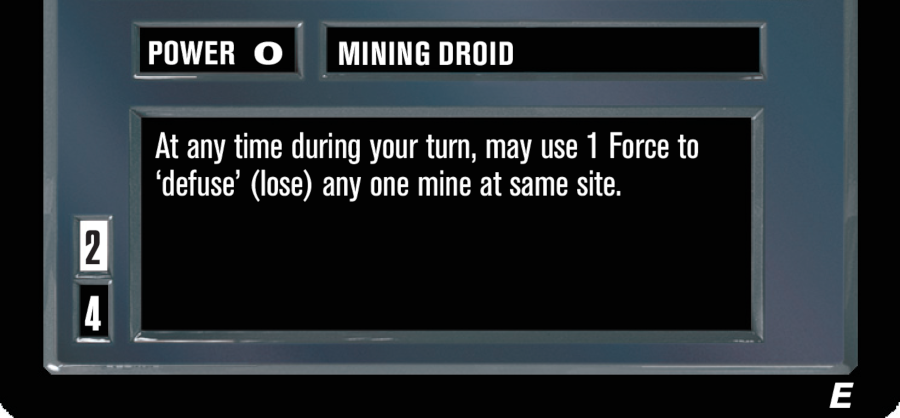 POWER 0 MINING DROID
At any time during your turn, may use 1 Force to
‘defuse’ (lose) any one mine at same site.
2
4
E